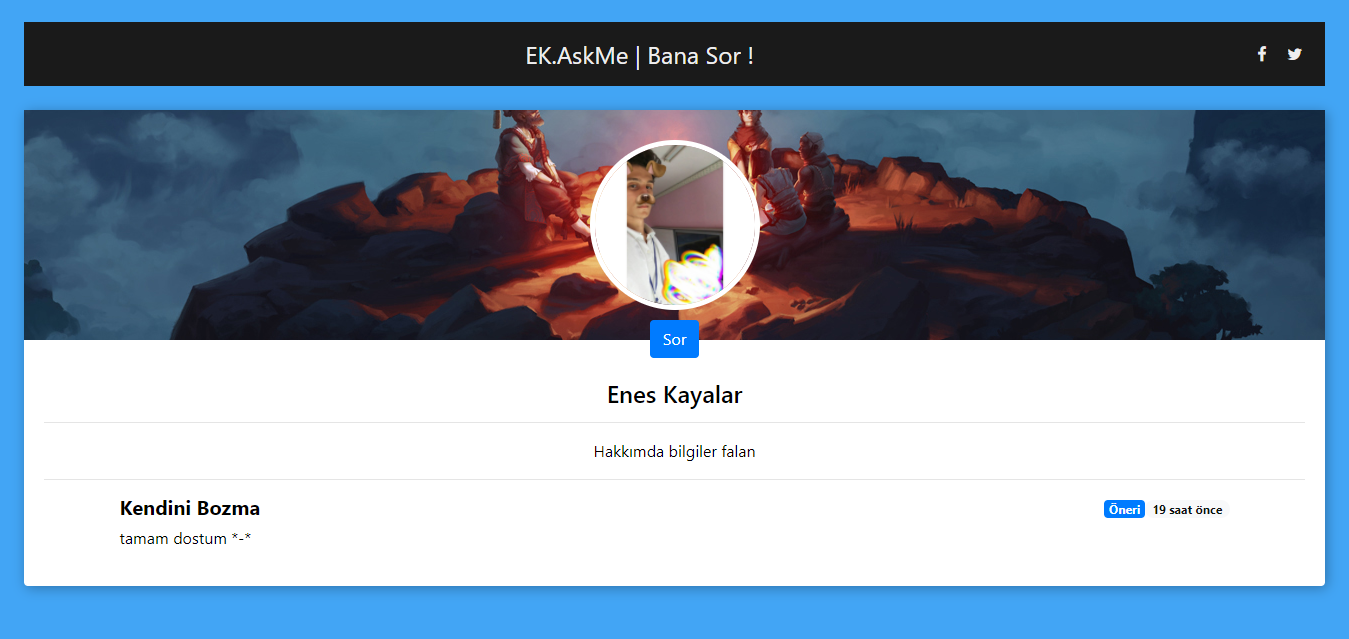 EK.AskMe | Bana Sor !
Sor
Enes Kayalar
Hakkımda bilgiler falan
Kendini Bozma
Öneri 19 saat önce
tamam dostum *-*